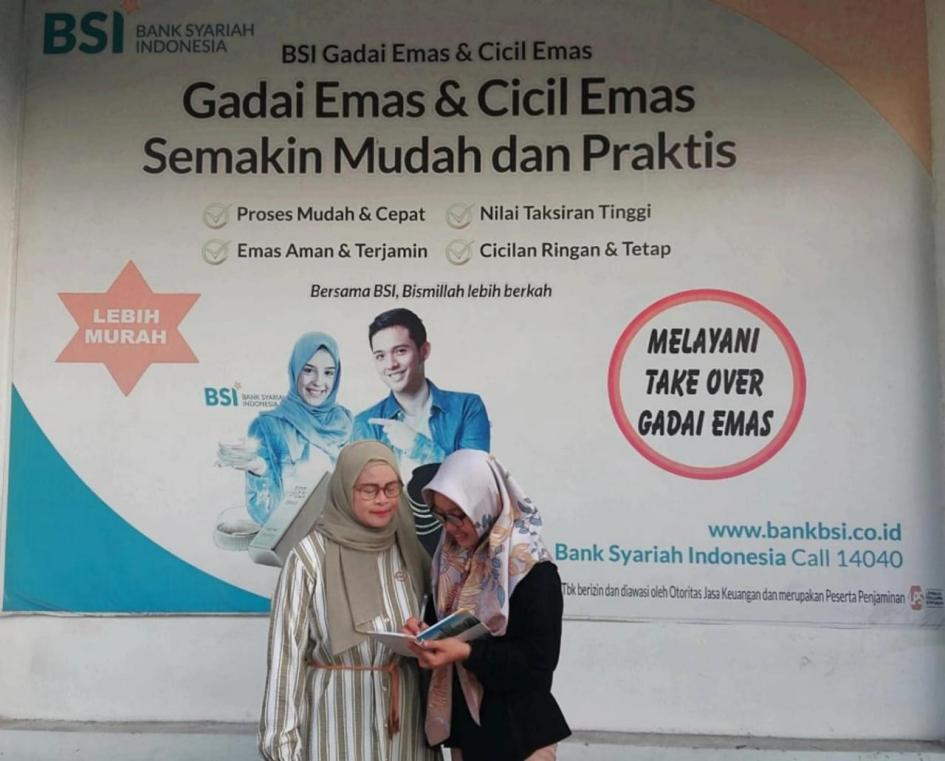 BSI BANK SYARIAH
INDONESIA
BSI Gadai Emas & Cicil Emas
Gadai Emas & Cicil Emas
Semakin Mudah dan Praktis
Proses Mudah & Cepat
Nilai Taksiran Tinggi
Emas Aman & Terjamin
Cicilan Ringan & Tetap
Bersama BSI, Bismillah lebih berkah
LEBIH
MURAH
MELAYANI
TAKE OVER
GADAI EMAS
BSI BANK SYARIAH
INDONESIA
www.bankbsi.co.id
Bank Syariah Indonesia Call 14040
Tbk berizin dan diawasi oleh Otoritas Jasa Keuangan dan merupakan Peserta Penjaminan